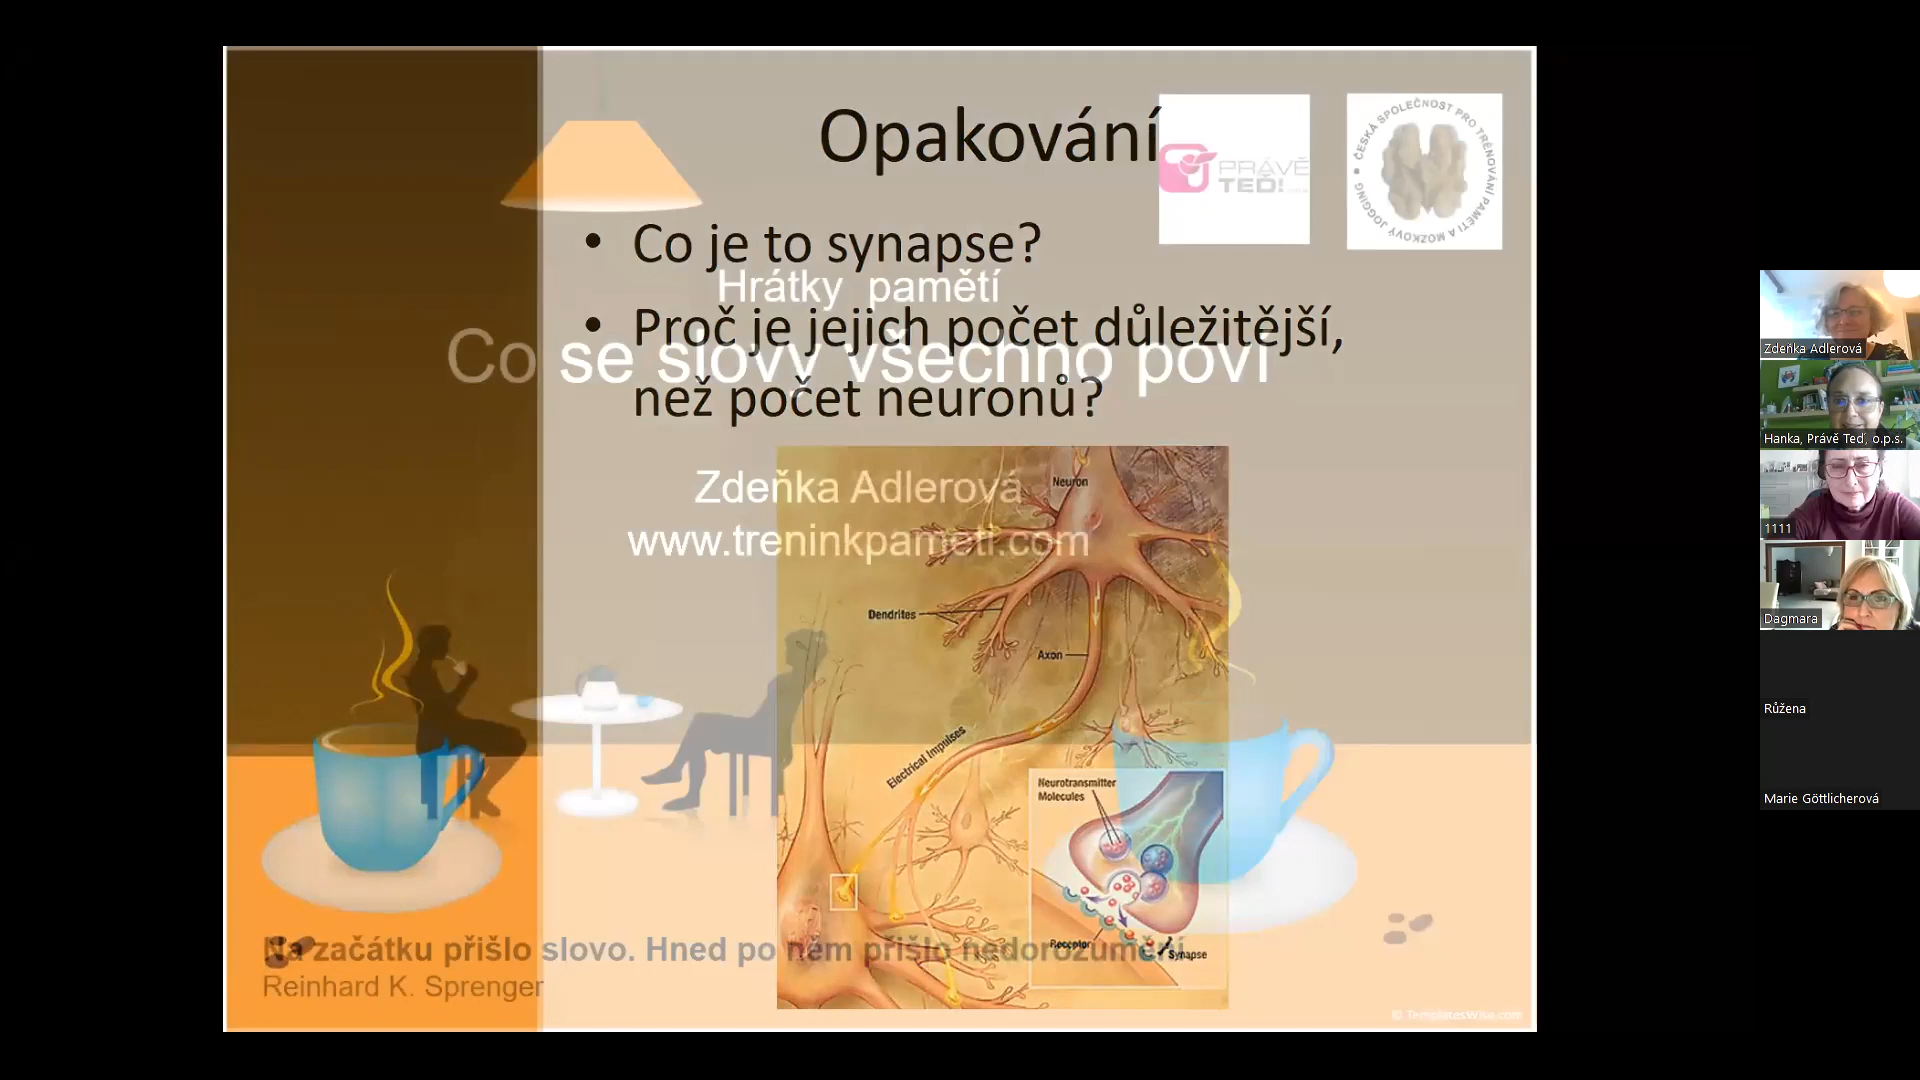 Opakování
PRÁVĚ
TEĎ!
ČESKÁ SPOLEČNOST PRO TRÉNOVÁNÍ PAMĚTI A MOZKOVÝ JOGGING
• Co je to synapse?
Hrátky pamětí
• Proč je jejich počet důležitější,
Co se slovy všechno poví
než počet neuronů?
Zdeňka Adlerová
www.treninkpameti.com
Neuron
Dendrites
Axon
Electrical Impulses
Neurotransmitter
Molecules
Receptor
Synapse
Na začátku přišlo slovo. Hned po něm přišlo nedorozumění.
Reinhard K. Sprenger
© TemplatesWise.com
Zdeňka Adlerová
Hanka, Právě Teď, o.p.s.
1111
Dagmara
Růžena
Marie Göttlicherová